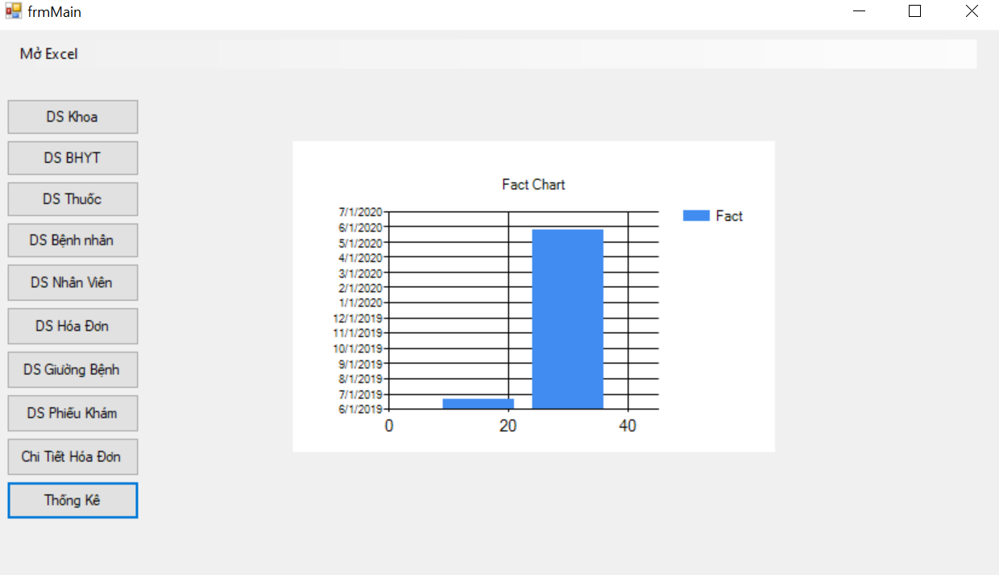 frmMain
Mở Excel
DS Khoa
DS BHYT
DS Thuốc
DS Bệnh nhân
DS Nhân Viên
DS Hóa Đơn
DS Giường Bệnh
DS Phiếu Khám
Chi Tiết Hóa Đơn
Thống Kê
Fact Chart
7/1/2020
6/1/2020
5/1/2020
4/1/2020
3/1/2020
2/1/2020
1/1/2020
12/1/2019
11/1/2019
10/1/2019
9/1/2019
8/1/2019
7/1/2019
6/1/2019
0 20 40
Fact